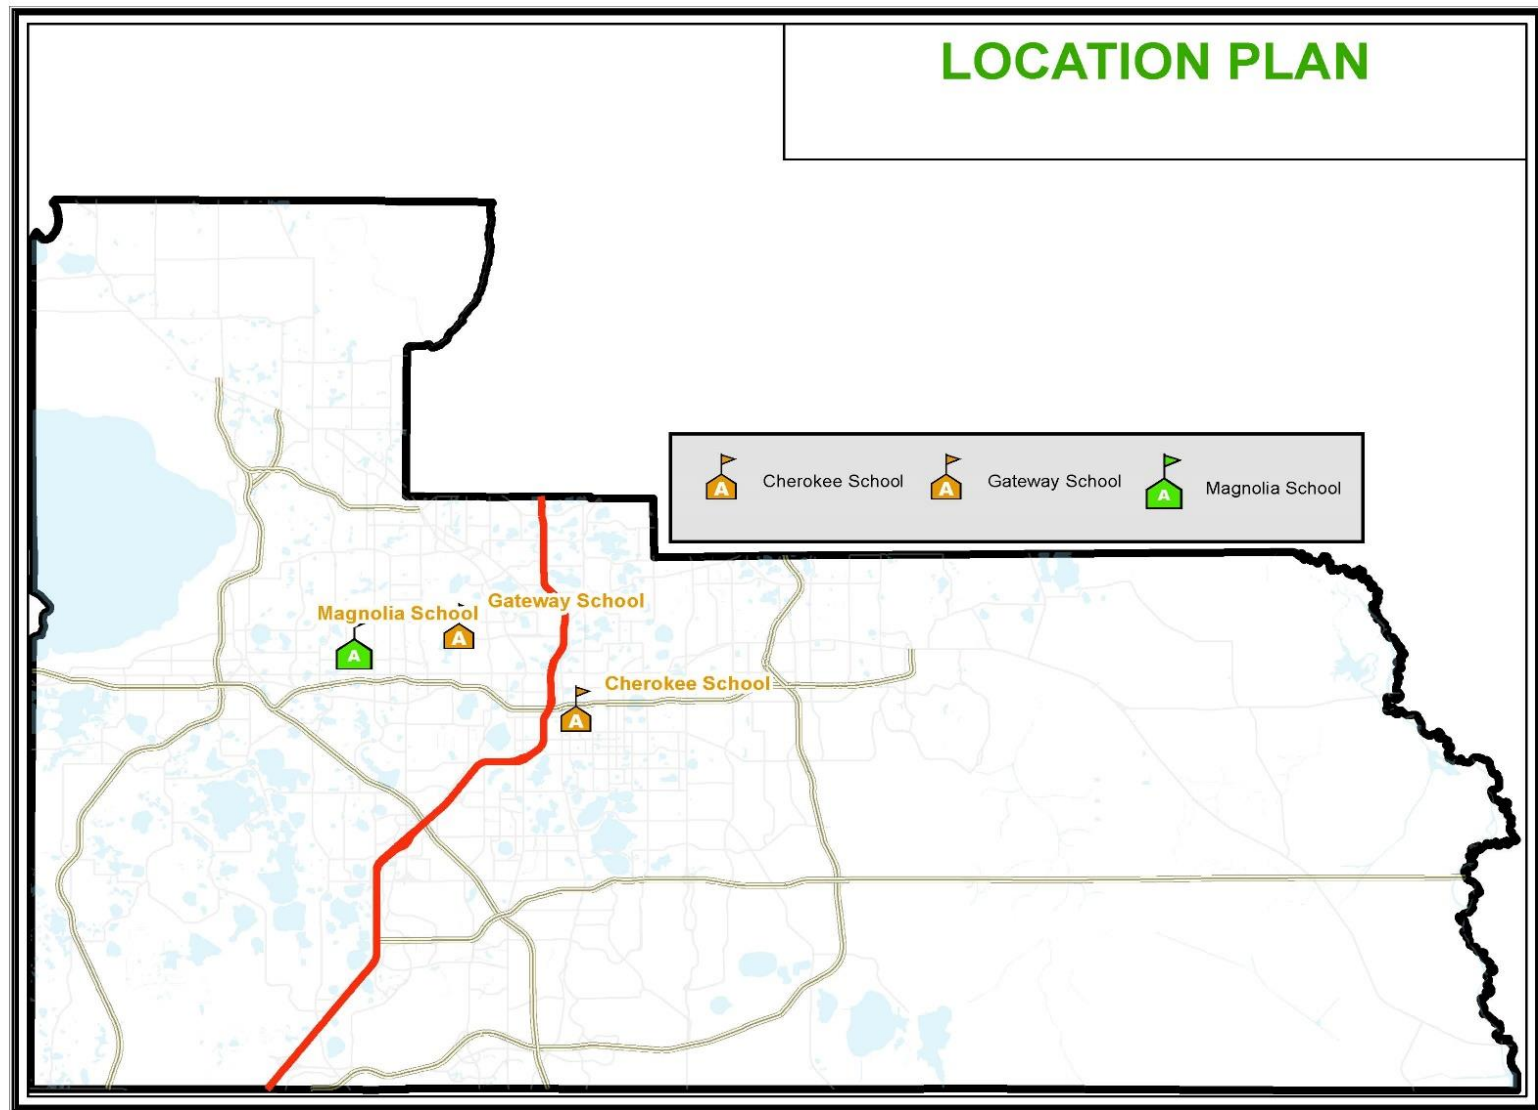 LOCATION PLAN
A Cherokee School A Gateway School A Magnolia School
Gateway School
Magnolia School
A
A
Cherokee School
A